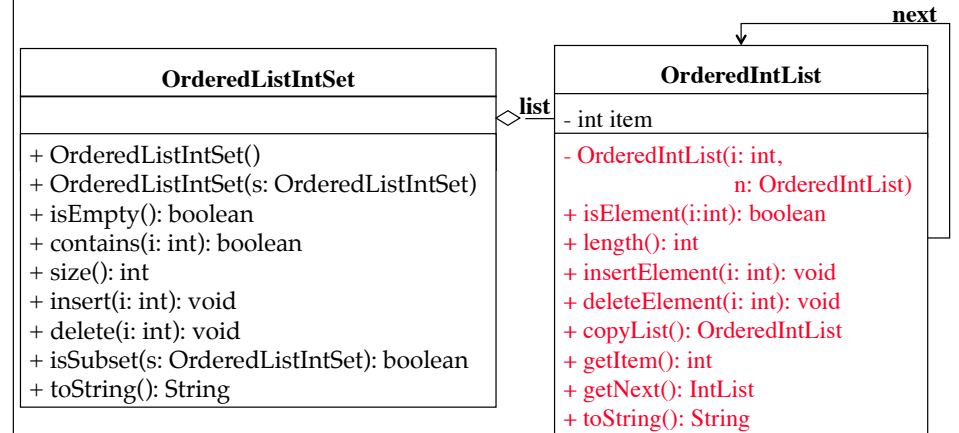 next
OrderedListIntSet
+ OrderedListIntSet()
+ OrderedListIntSet(s: OrderedListIntSet)
+ isEmpty(): boolean
+ contains(i: int): boolean
+ size(): int
+ insert(i: int): void
+ delete(i: int): void
+ isSubset(s: OrderedListIntSet): boolean
+ toString(): String
list
OrderedIntList
- int item
- OrderedIntList(i: int,
n: OrderedIntList)
+ isElement(i:int): boolean
+ length(): int
+ insertElement(i: int): void
+ deleteElement(i: int): void
+ copyList(): OrderedIntList
+ getItem(): int
+ getNext(): IntList
+ toString(): String